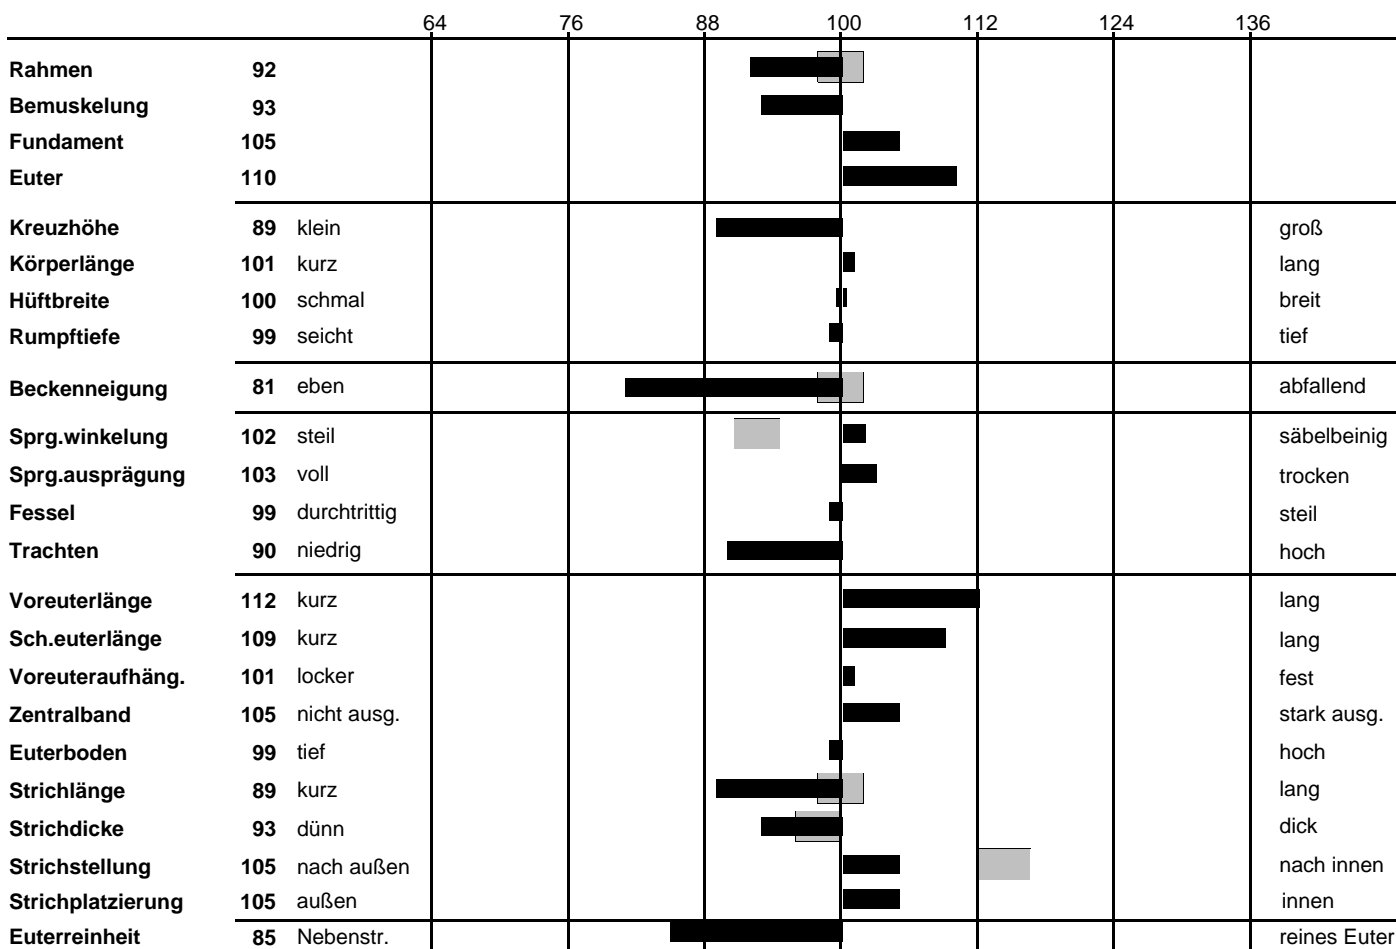 64 76 88 100 112 124 136
Rahmen 92
Bemuskelung 93
Fundament 105
Euter 110
Kreuzhöhe 89 klein groß
Körperlänge 101 kurz lang
Hüftbreite 100 schmal breit
Rumpftiefe 99 seicht tief
Beckenneigung 81 eben abfallend
Sprg.winkelung 102 steil säbelbeinig
Sprg.ausprägung 103 voll trocken
Fessel 99 durchtrittig steil
Trachten 90 niedrig hoch
Voreuterlänge 112 kurz lang
Sch.euterlänge 109 kurz lang
Voreuteraufhäng. 101 locker fest
Zentralband 105 nicht ausg. stark ausg.
Euterboden 99 tief hoch
Strichlänge 89 kurz lang
Strichdicke 93 dünn dick
Strichstellung 105 nach außen nach innen
Strichplatzierung 105 außen innen
Euterreinheit 85 Nebenstr. reines Euter